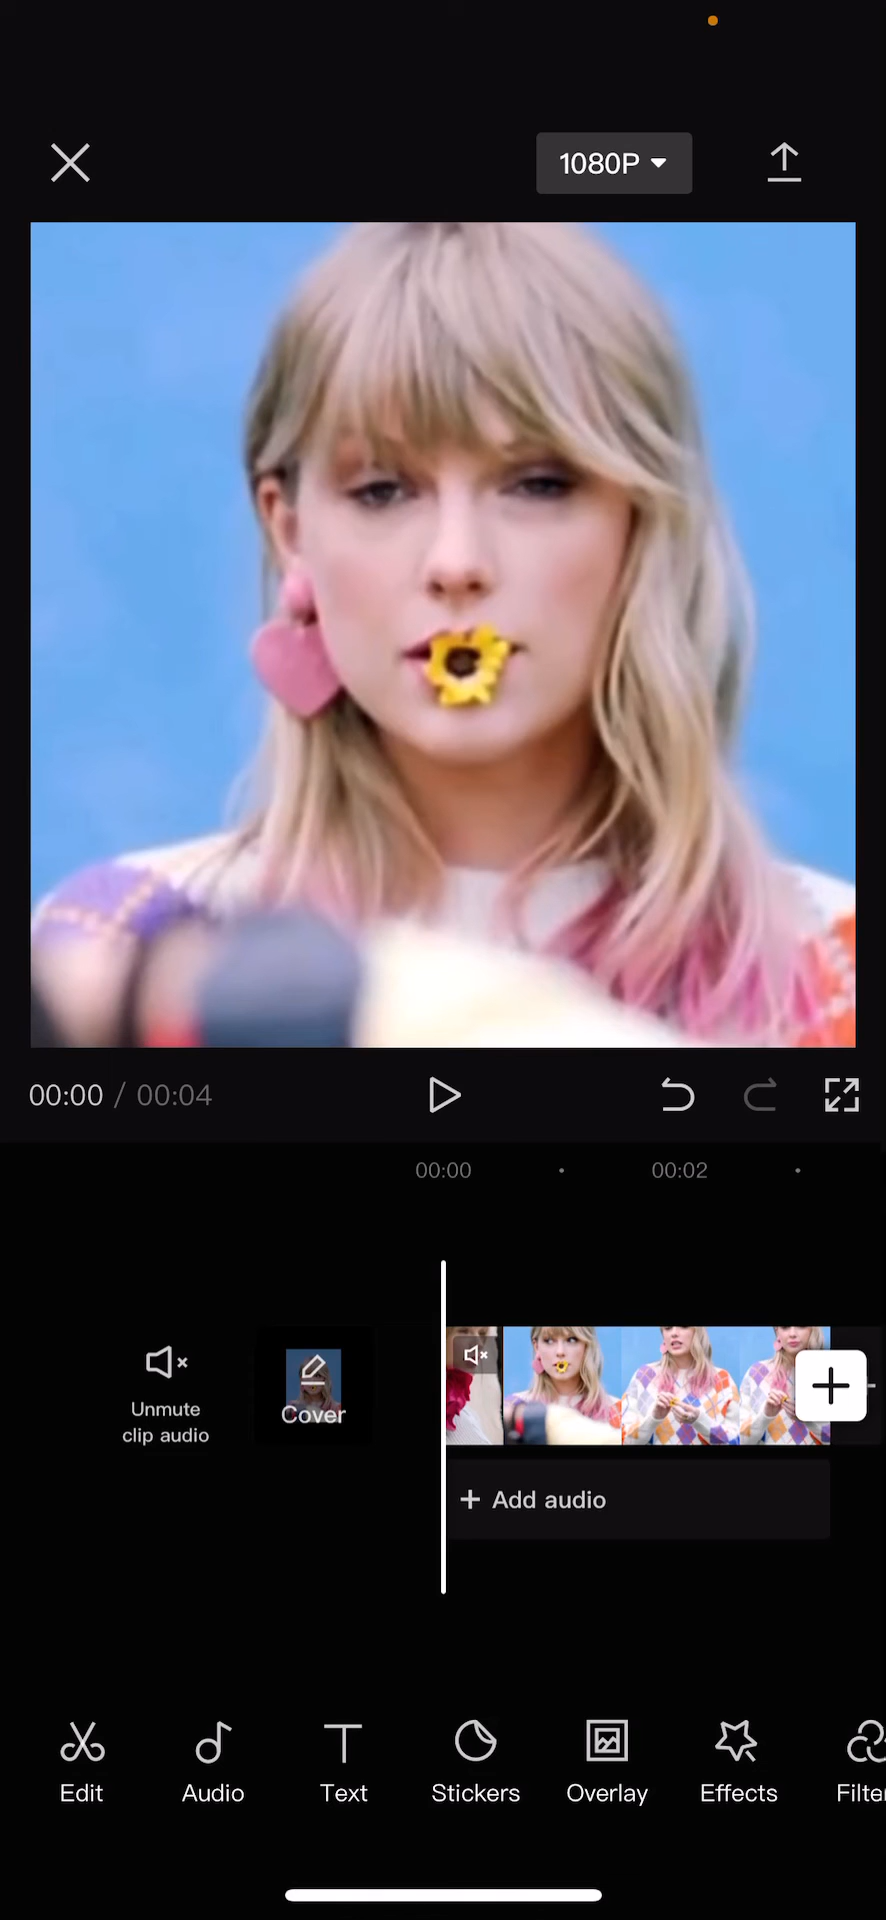 1080P
00:00 / 00:04
00:00
00:02
Unmute
clip audio
Cover
+ Add audio
Edit
Audio
Text
Stickers
Overlay
Effects
Filter